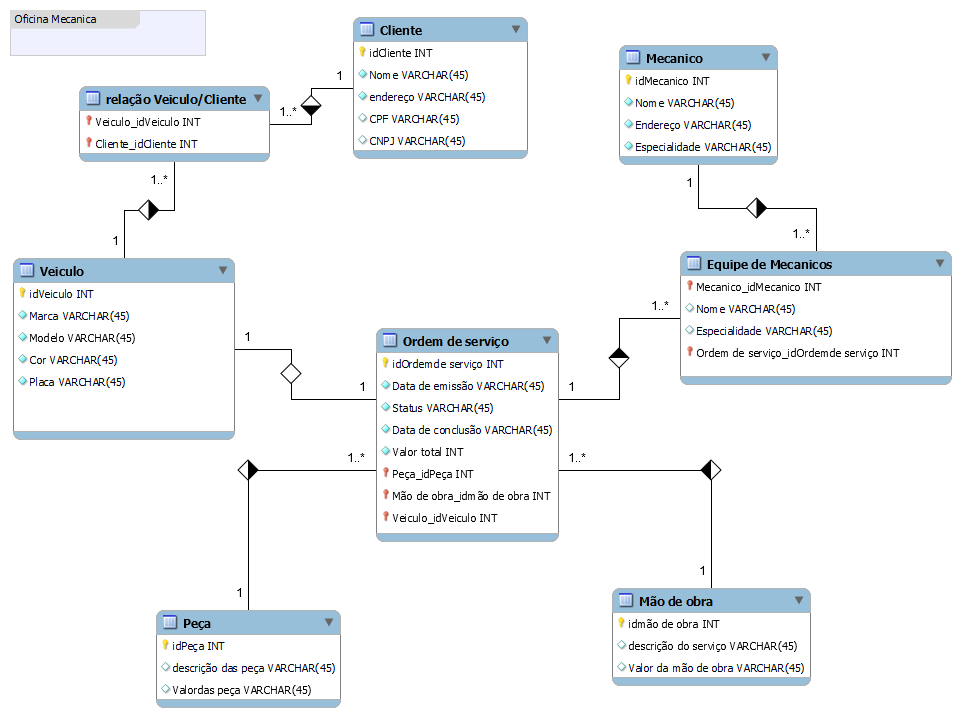 Oficina Mecanica
Cliente
idCliente INT
Nome VARCHAR(45)
endereço VARCHAR(45)
CPF VARCHAR(45)
CNPJ VARCHAR(45)
Mecanico
idMecanico INT
Nome VARCHAR(45)
Endereço VARCHAR(45)
Especialidade VARCHAR(45)
relação Veiculo/Cliente
Veiculo_idVeiculo INT
Cliente_idCliente INT
1
1..*
1..*
1
1
1..*
Veiculo
idVeiculo INT
Marca VARCHAR(45)
Modelo VARCHAR(45)
Cor VARCHAR(45)
Placa VARCHAR(45)
Equipe de Mecanicos
Mecanico_idMecanico INT
Nome VARCHAR(45)
Especialidade VARCHAR(45)
Ordem de serviço_idOrdemde serviço INT
1
1
1..*
1
Ordem de serviço
idOrdemde serviço INT
Data de emissão VARCHAR(45)
Status VARCHAR(45)
Data de conclusão VARCHAR(45)
Valor total INT
Peça_idPeça INT
Mão de obra_idmão de obra INT
Veiculo_idVeiculo INT
1..*
1
1..*
1
Peça
idPeça INT
descrição das peça VARCHAR(45)
Valordas peça VARCHAR(45)
Mão de obra
idmão de obra INT
descrição do serviço VARCHAR(45)
Valor da mão de obra VARCHAR(45)